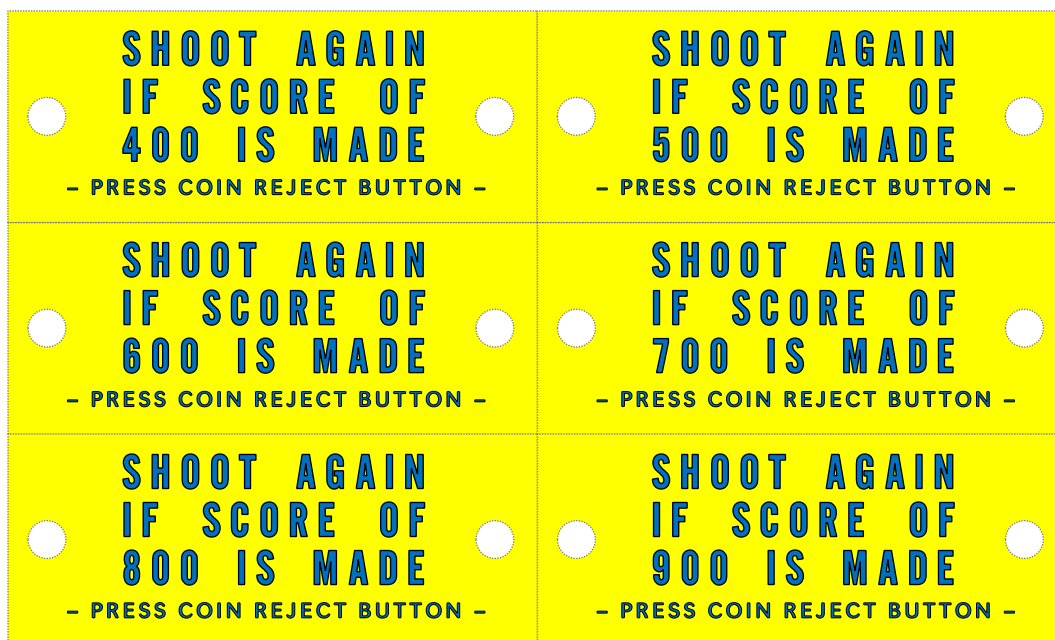 SHOOT AGAIN
IF SCORE OF
400 IS MADE
– PRESS COIN REJECT BUTTON –
SHOOT AGAIN
IF SCORE OF
500 IS MADE
– PRESS COIN REJECT BUTTON –
SHOOT AGAIN
IF SCORE OF
600 IS MADE
– PRESS COIN REJECT BUTTON –
SHOOT AGAIN
IF SCORE OF
700 IS MADE
– PRESS COIN REJECT BUTTON –
SHOOT AGAIN
IF SCORE OF
800 IS MADE
– PRESS COIN REJECT BUTTON –
SHOOT AGAIN
IF SCORE OF
900 IS MADE
– PRESS COIN REJECT BUTTON –